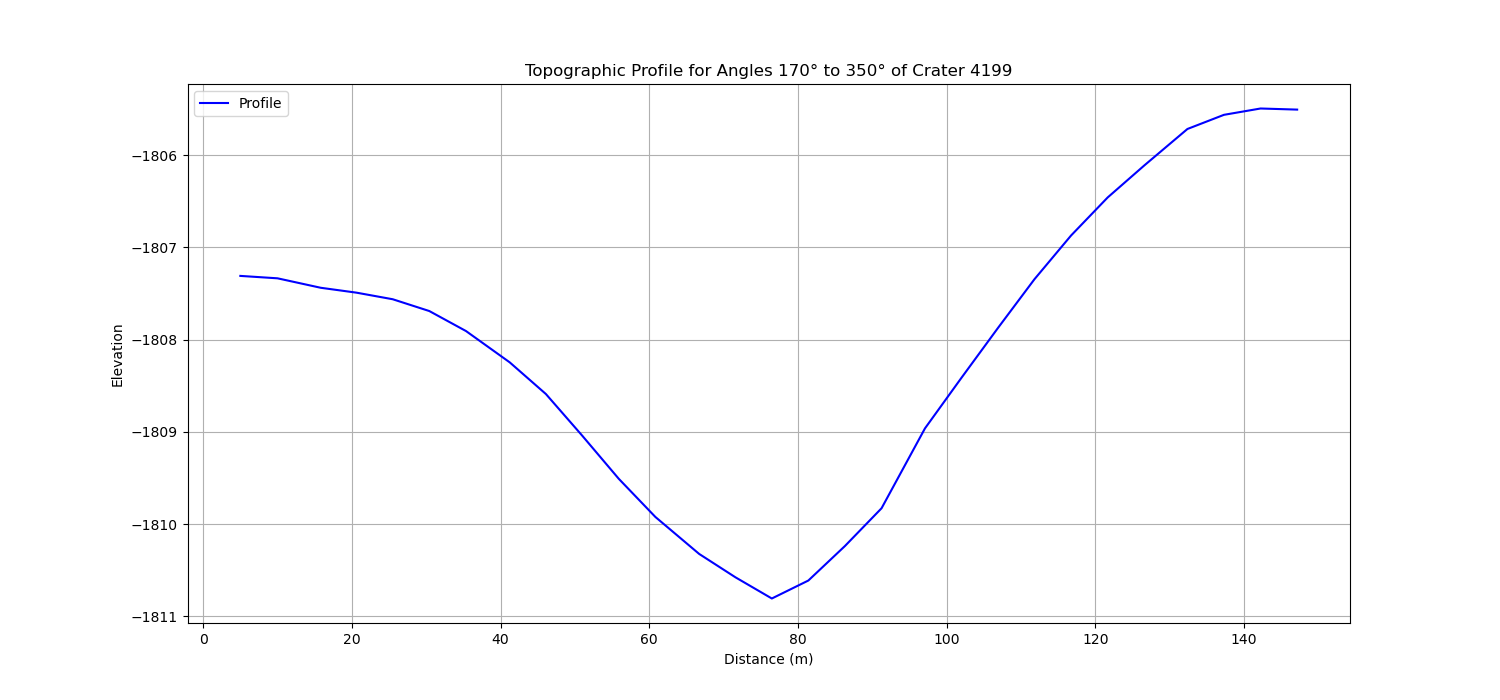 Topographic Profile for Angles 170° to 350° of Crater 4199
Profile
Elevation
−1806
−1807
−1808
−1809
−1810
−1811
0 20 40 60 80 100 120 140
Distance (m)